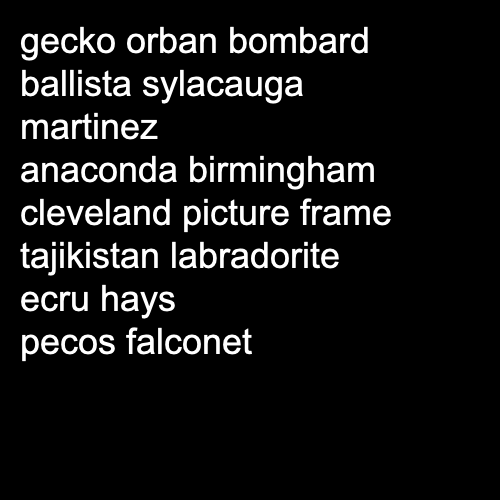 gecko orban bombard
ballista sylacauga
martinez
anaconda birmingham
cleveland picture frame
tajikistan labradorite
ecru hays
pecos falconet